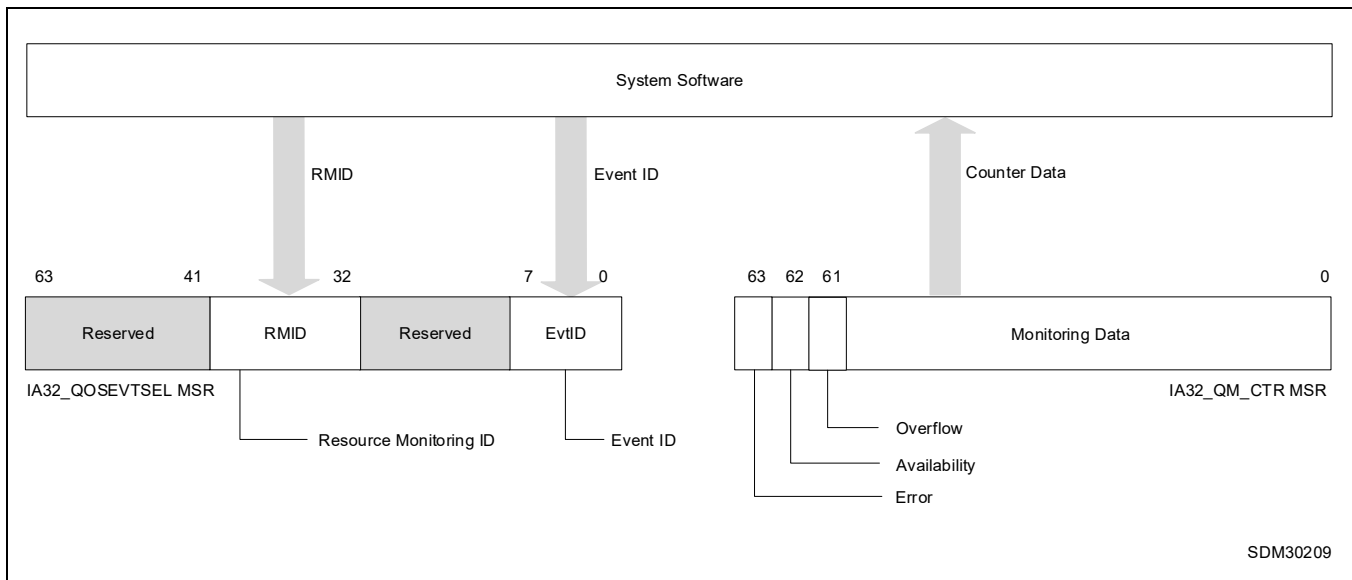 System Software
RMID
Event ID
Counter Data
63 41 32 7 0 63 62 61 0
Reserved RMID Reserved EvtID Monitoring Data
IA32_QOSEVTSEL MSR IA32_QM_CTR MSR
Overflow
Resource Monitoring ID Event ID
Availability
Error
SDM30209